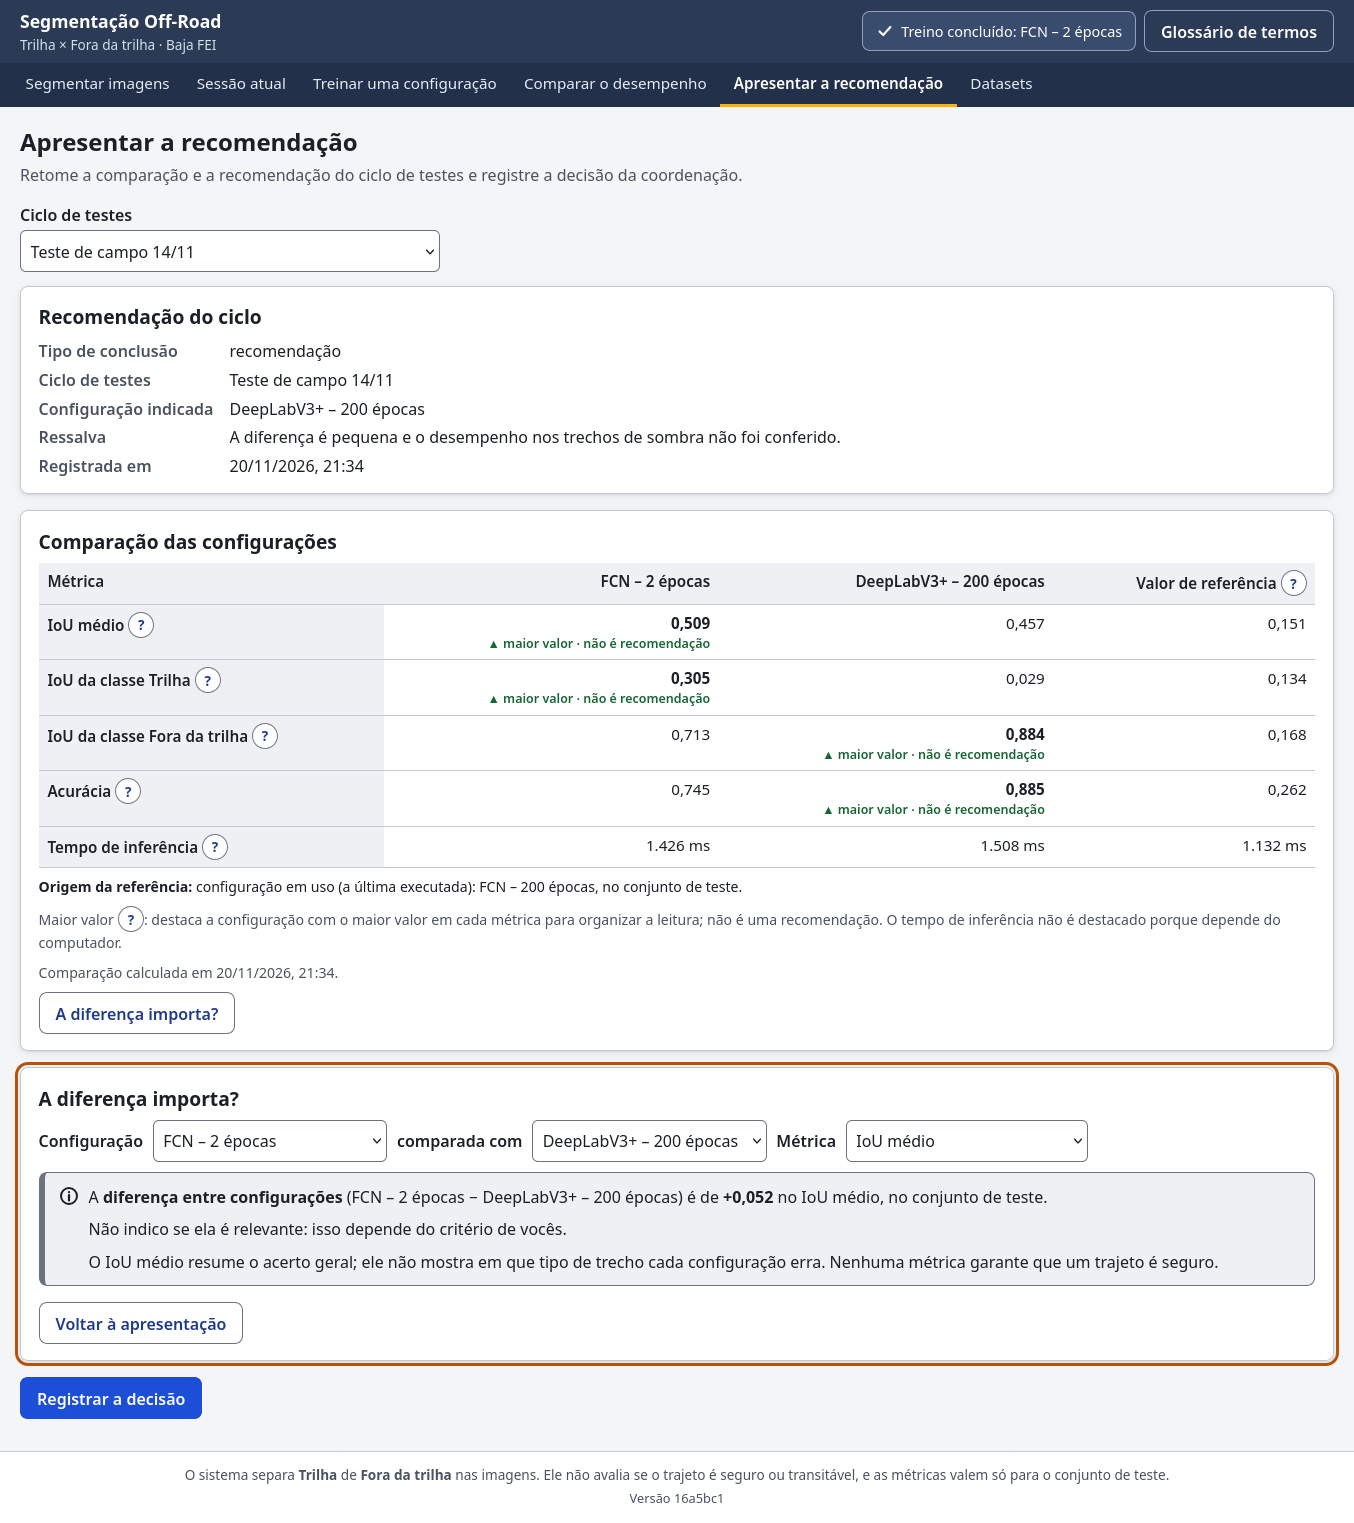 Segmentação Off-Road
Trilha × Fora da trilha · Baja FEI
Treino concluído: FCN – 2 épocas
Glossário de termos
Segmentar imagens
Sessão atual
Treinar uma configuração
Comparar o desempenho
Apresentar a recomendação
Datasets
Apresentar a recomendação
Retome a comparação e a recomendação do ciclo de testes e registre a decisão da coordenação.
Ciclo de testes
Teste de campo 14/11
Recomendação do ciclo
Tipo de conclusão recomendação
Ciclo de testes Teste de campo 14/11
Configuração indicada DeepLabV3+ – 200 épocas
Ressalva A diferença é pequena e o desempenho nos trechos de sombra não foi conferido.
Registrada em 20/11/2026, 21:34
Comparação das configurações
Métrica FCN – 2 épocas DeepLabV3+ – 200 épocas Valor de referência ?
IoU médio ? 0,509 0,457 0,151
▲ maior valor · não é recomendação
IoU da classe Trilha ? 0,305 0,029 0,134
▲ maior valor · não é recomendação
IoU da classe Fora da trilha ? 0,713 0,884 0,168
▲ maior valor · não é recomendação
Acurácia ? 0,745 0,885 0,262
▲ maior valor · não é recomendação
Tempo de inferência ? 1.426 ms 1.508 ms 1.132 ms
Origem da referência: configuração em uso (a última executada): FCN – 200 épocas, no conjunto de teste.
Maior valor ?: destaca a configuração com o maior valor em cada métrica para organizar a leitura; não é uma recomendação. O tempo de inferência não é destacado porque depende do
computador.
Comparação calculada em 20/11/2026, 21:34.
A diferença importa?
A diferença importa?
Configuração FCN – 2 épocas comparada com DeepLabV3+ – 200 épocas Métrica IoU médio
A diferença entre configurações (FCN – 2 épocas − DeepLabV3+ – 200 épocas) é de +0,052 no IoU médio, no conjunto de teste.
Não indico se ela é relevante: isso depende do critério de vocês.
O IoU médio resume o acerto geral; ele não mostra em que tipo de trecho cada configuração erra. Nenhuma métrica garante que um trajeto é seguro.
Voltar à apresentação
Registrar a decisão
O sistema separa Trilha de Fora da trilha nas imagens. Ele não avalia se o trajeto é seguro ou transitável, e as métricas valem só para o conjunto de teste.
Versão 16a5bc1